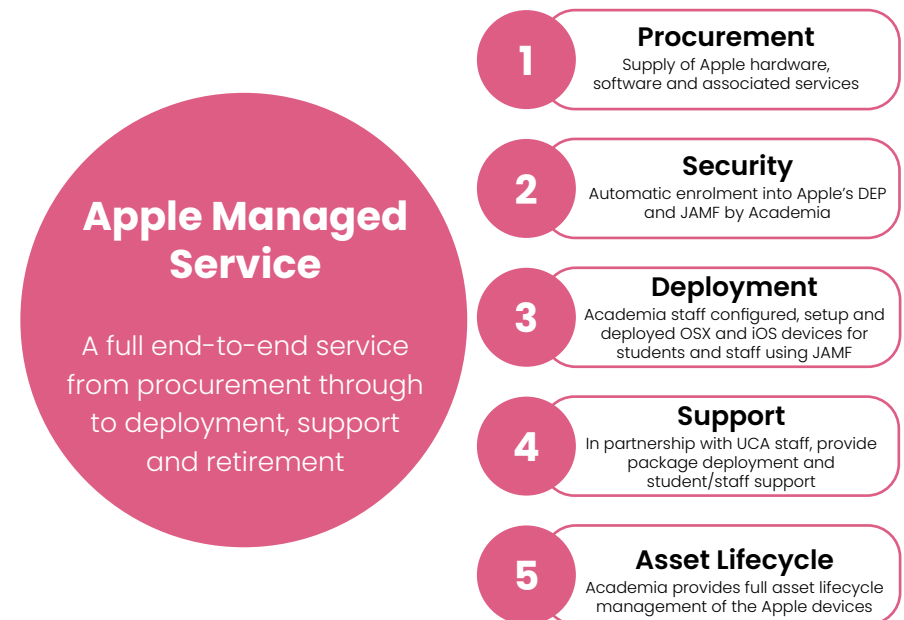 Apple Managed
Service
A full end-to-end service
from procurement through
to deployment, support
and retirement
1
Procurement
Supply of Apple hardware,
software and associated services
2
Security
Automatic enrolment into Apple's DEP
and JAMF by Academia
3
Deployment
Academia staff configured, setup and
deployed OSX and iOS devices for
students and staff using JAMF
4
Support
In partnership with UCA staff, provide
package deployment and
student/staff support
5
Asset Lifecycle
Academia provides full asset lifecycle
management of the Apple devices